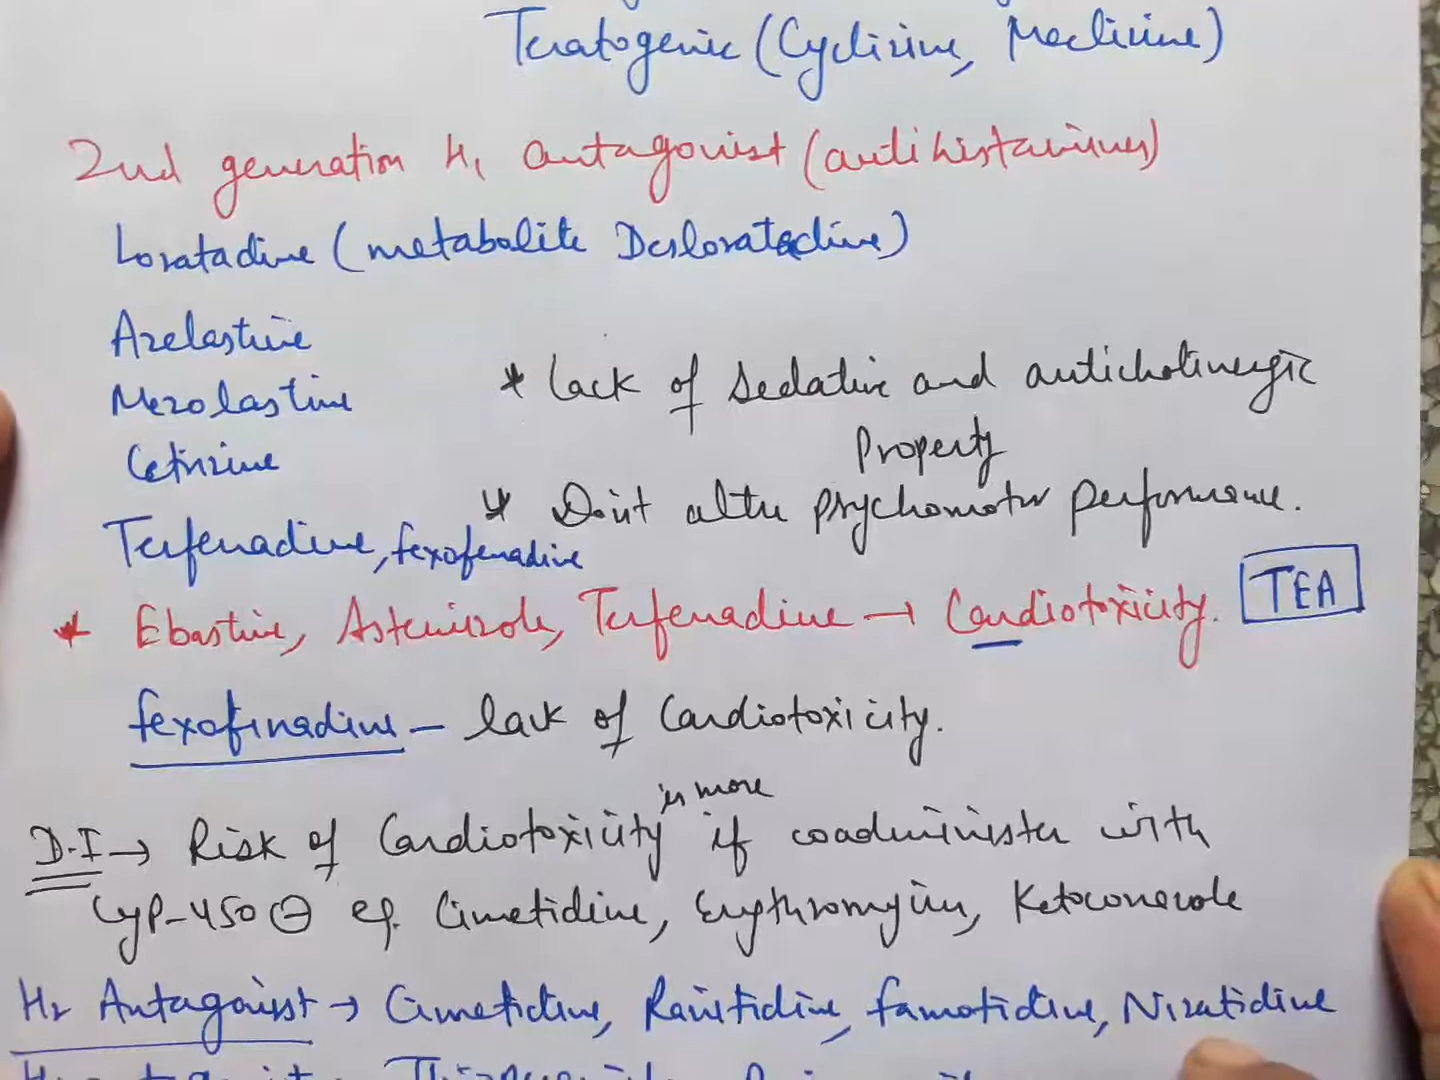 Teratogenic (Cyclizine, Meclizine)
2nd generation H1 antagonist (antihistamines)
Loratadine (metabolite Desloratadine)
Azelastine
Mezolastine
Cetirizine
* lack of sedative and anticholinergic
Property
* Don't alter psychomotor performance.
Terfenadine, fexofenadine
* Ebastine, Astemizole, Terfenadine → Cardiotoxicity. TEA
fexofinadine - lack of Cardiotoxicity.
D.I → Risk of Cardiotoxicity is more if coadminister with
CYP-450 ⊖ eg. Cimetidine, Erythromycin, Ketoconazole
H2 Antagonist → Cimetidine, Ranitidine, famotidine, Nizatidine